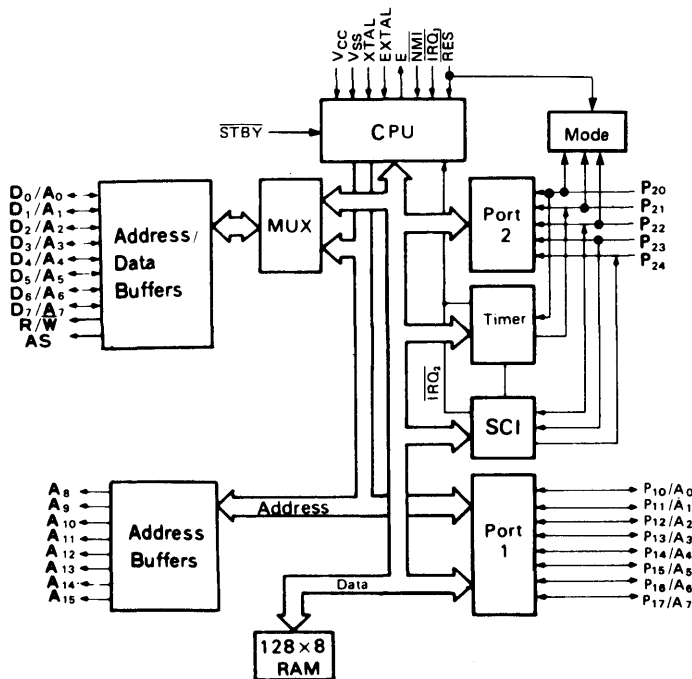 VCC
VSS
XTAL
EXTAL
E
NMI
IRQ1
RES
STBY
CPU
Mode
D0/A0
D1/A1
D2/A2
D3/A3
D4/A4
D5/A5
D6/A6
D7/A7
R/W
AS
Address/
Data
Buffers
MUX
Port
2
P20
P21
P22
P23
P24
Timer
IRQ2
SCI
A8
A9
A10
A11
A12
A13
A14
A15
Address
Buffers
Address
Data
Port
1
P10/A0
P11/A1
P12/A2
P13/A3
P14/A4
P15/A5
P16/A6
P17/A7
128×8
RAM